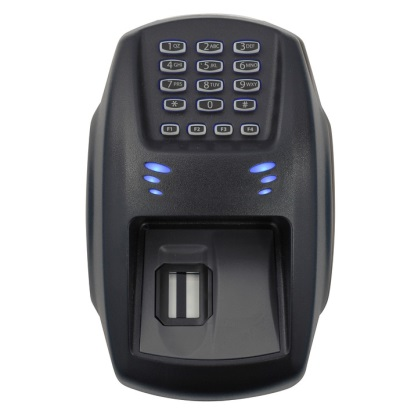 1 OZ 2 ABC 3 DEF
4 GHI 5 JKL 6 MNO
7 PRS 8 TUV 9 WXY
* 0 #
F1 F2 F3 F4